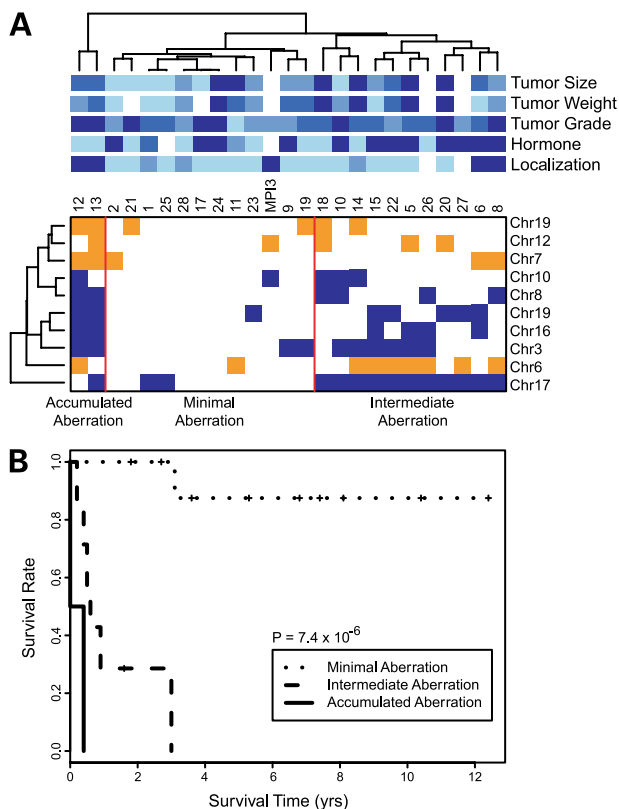 A
Tumor Size
Tumor Weight
Tumor Grade
Hormone
Localization
12 13 2 21 1 25 28 17 24 11 23 MPI3 9 19 18 10 14 15 22 5 26 20 27 6 8
Chr19
Chr12
Chr7
Chr10
Chr8
Chr19
Chr16
Chr3
Chr6
Chr17
Accumulated Aberration
Minimal Aberration
Intermediate Aberration
B
Survival Rate
1.0
0.8
0.6
0.4
0.2
0.0
P = 7.4 x 10⁻⁶
Minimal Aberration
Intermediate Aberration
Accumulated Aberration
0 2 4 6 8 10 12
Survival Time (yrs)